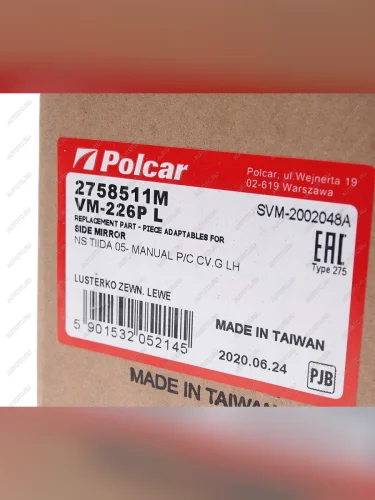 Polcar
Polcar, ul Wejnerta 19
02-619 Warszawa
2758511M
VM-226P L
SVM-2002048A
REPLACEMENT PART - PIECE ADAPTABLES FOR
SIDE MIRROR
NS TIIDA 05- MANUAL P/C CV.G LH
EAC
Type 275
LUSTERKO ZEWN. LEWE
5 901532 052145
MADE IN TAIWAN
2020.06.24
PJB
MADE IN TAIWAN